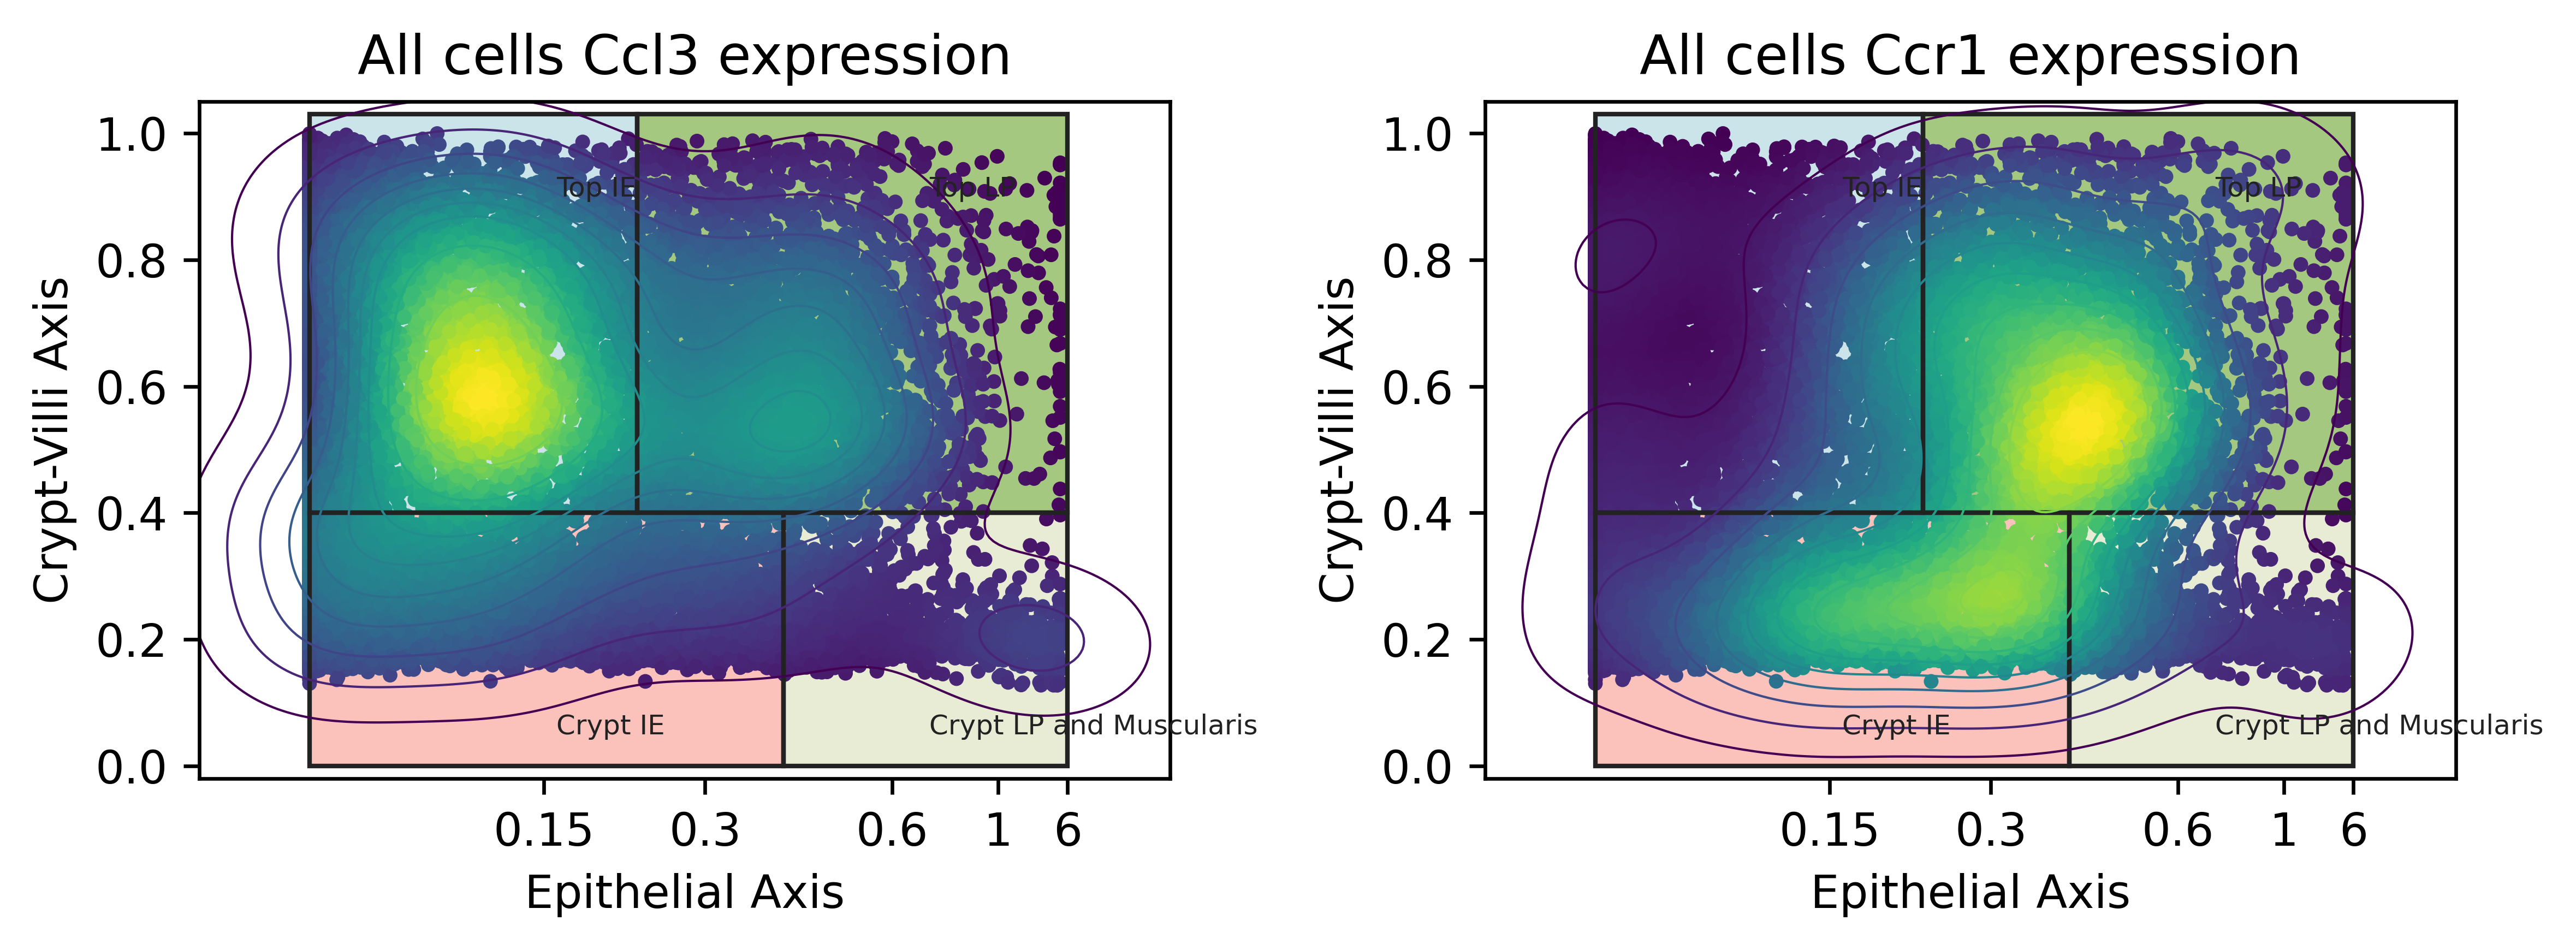 All cells Ccl3 expression
1.0
0.8
0.6
0.4
0.2
0.0
Crypt-Villi Axis
Top IE
Top LP
Crypt IE
Crypt LP and Muscularis
0.15
0.3
0.6
1
6
Epithelial Axis
All cells Ccr1 expression
1.0
0.8
0.6
0.4
0.2
0.0
Crypt-Villi Axis
Top IE
Top LP
Crypt IE
Crypt LP and Muscularis
0.15
0.3
0.6
1
6
Epithelial Axis